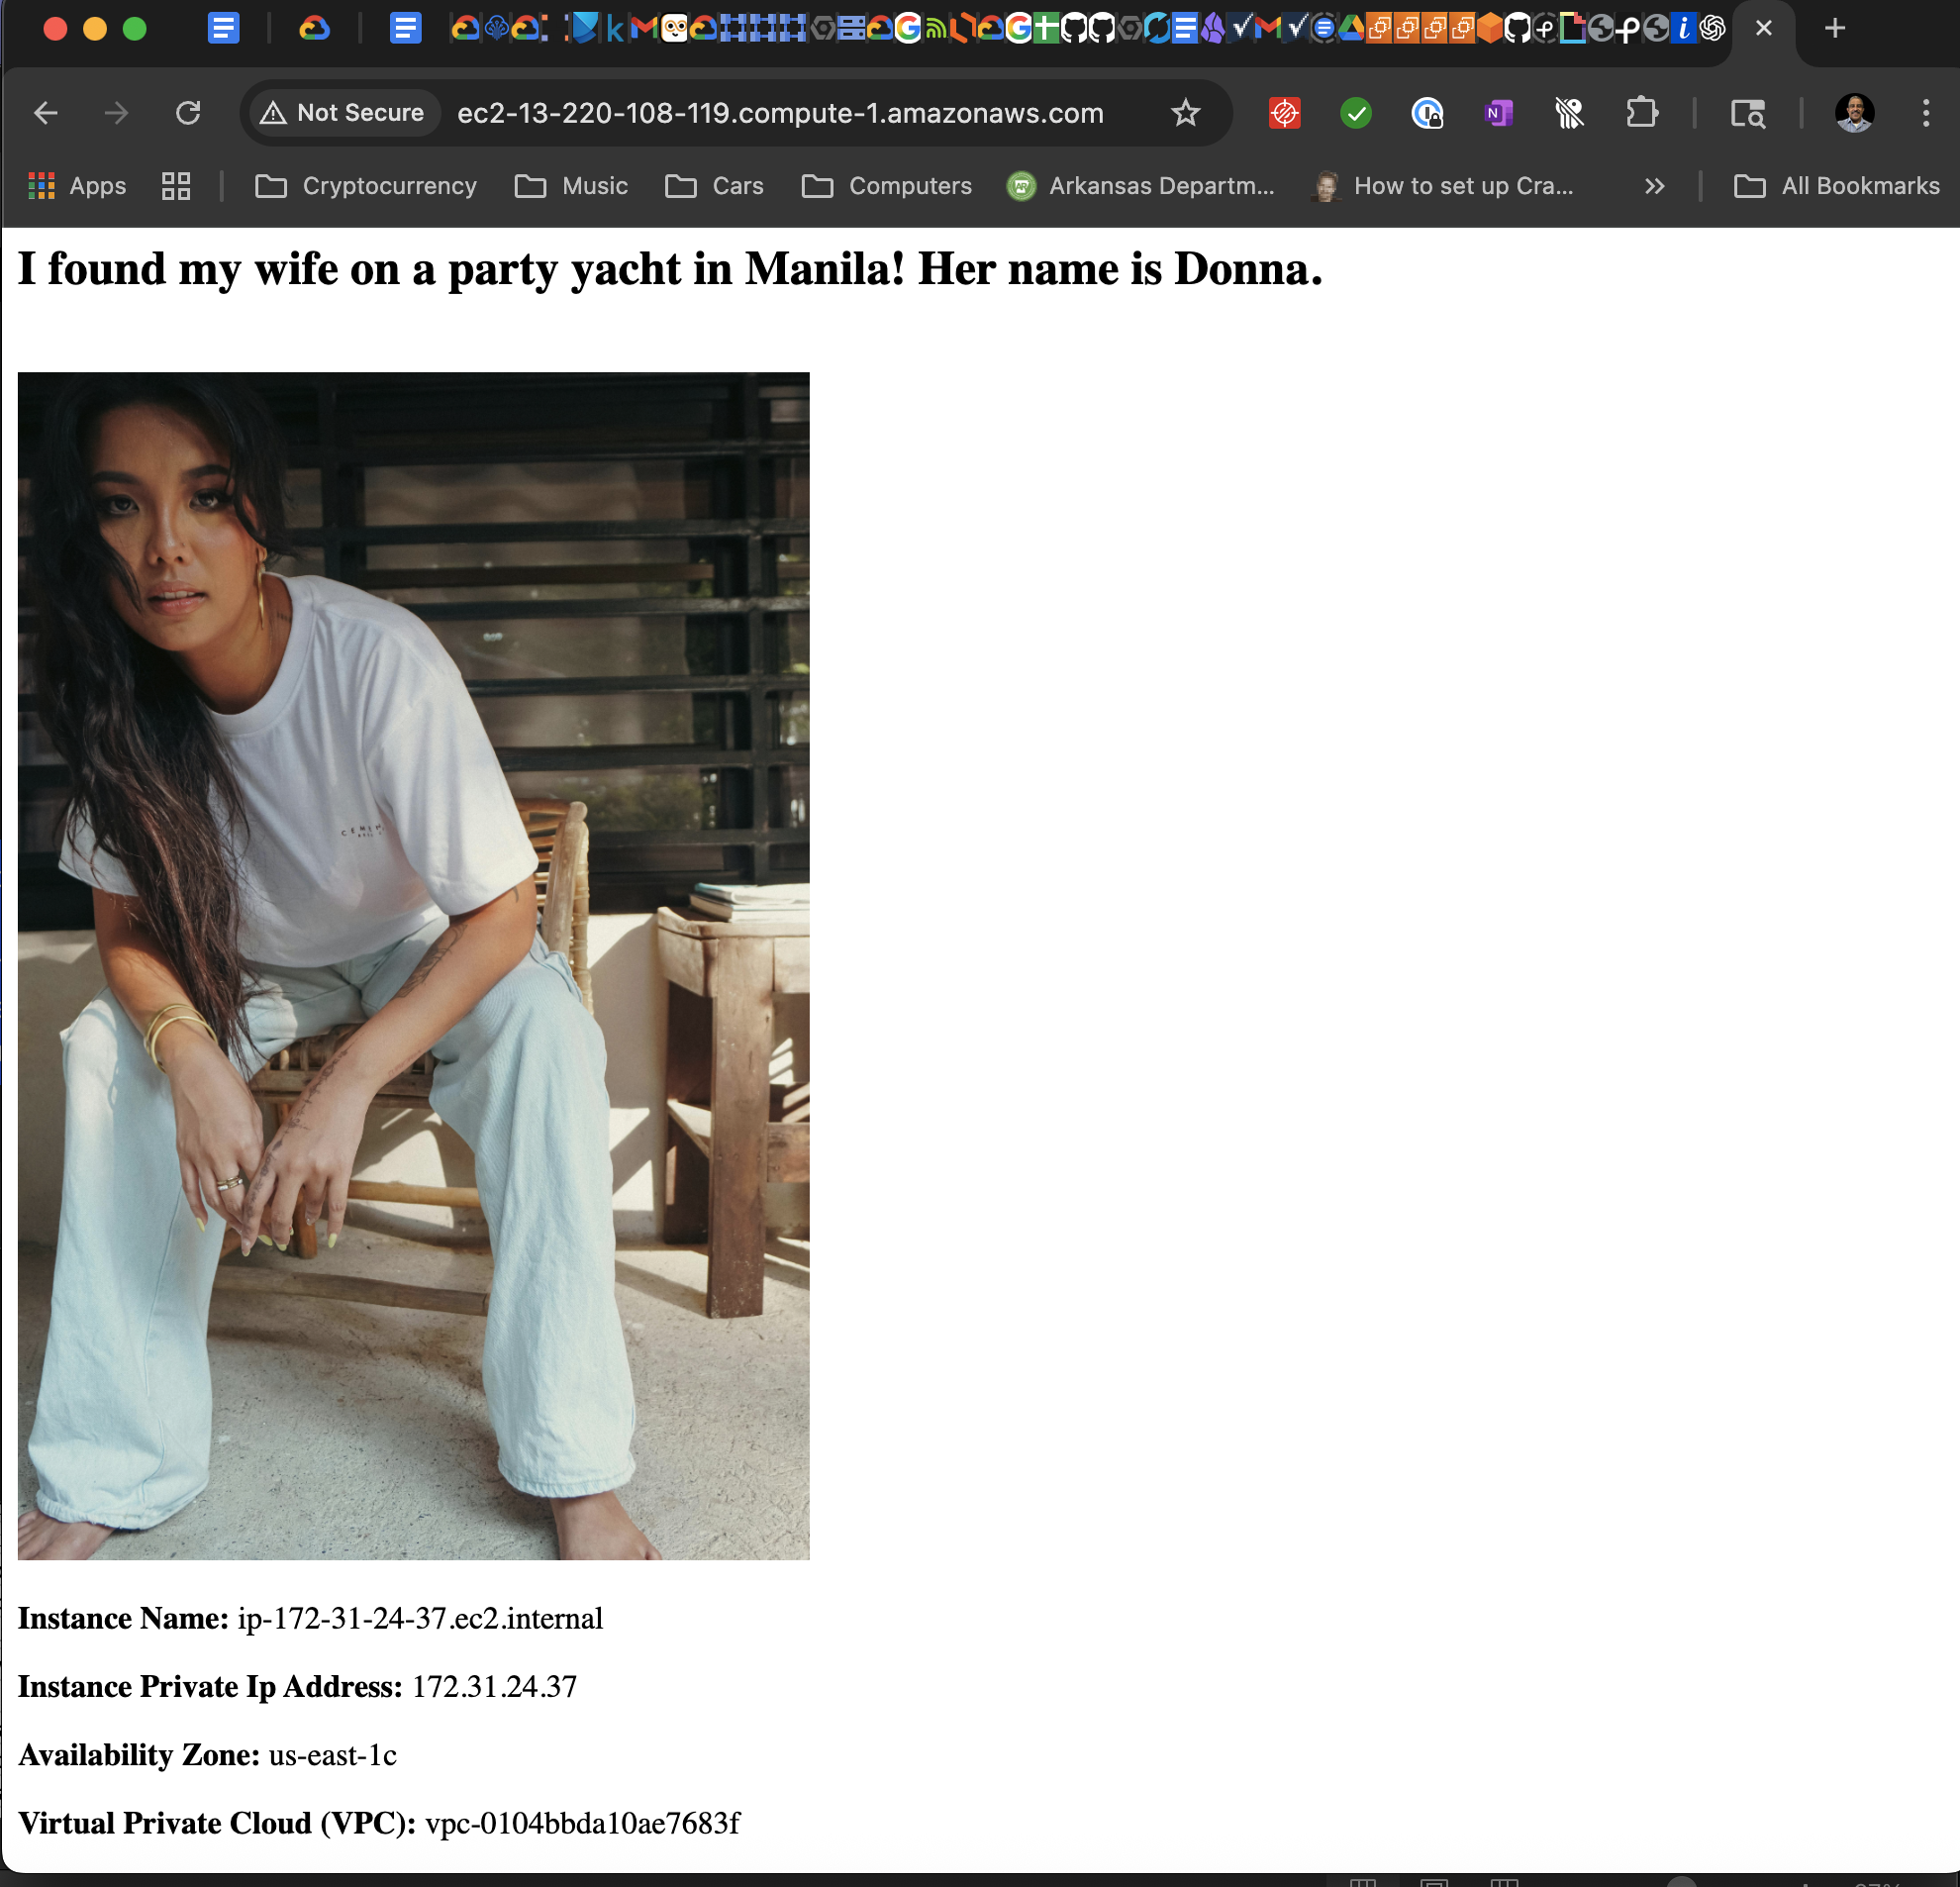 Not Secure ec2-13-220-108-119.compute-1.amazonaws.com
Apps Cryptocurrency Music Cars Computers Arkansas Departm... How to set up Cra... All Bookmarks
I found my wife on a party yacht in Manila! Her name is Donna.
Instance Name: ip-172-31-24-37.ec2.internal
Instance Private Ip Address: 172.31.24.37
Availability Zone: us-east-1c
Virtual Private Cloud (VPC): vpc-0104bbda10ae7683f